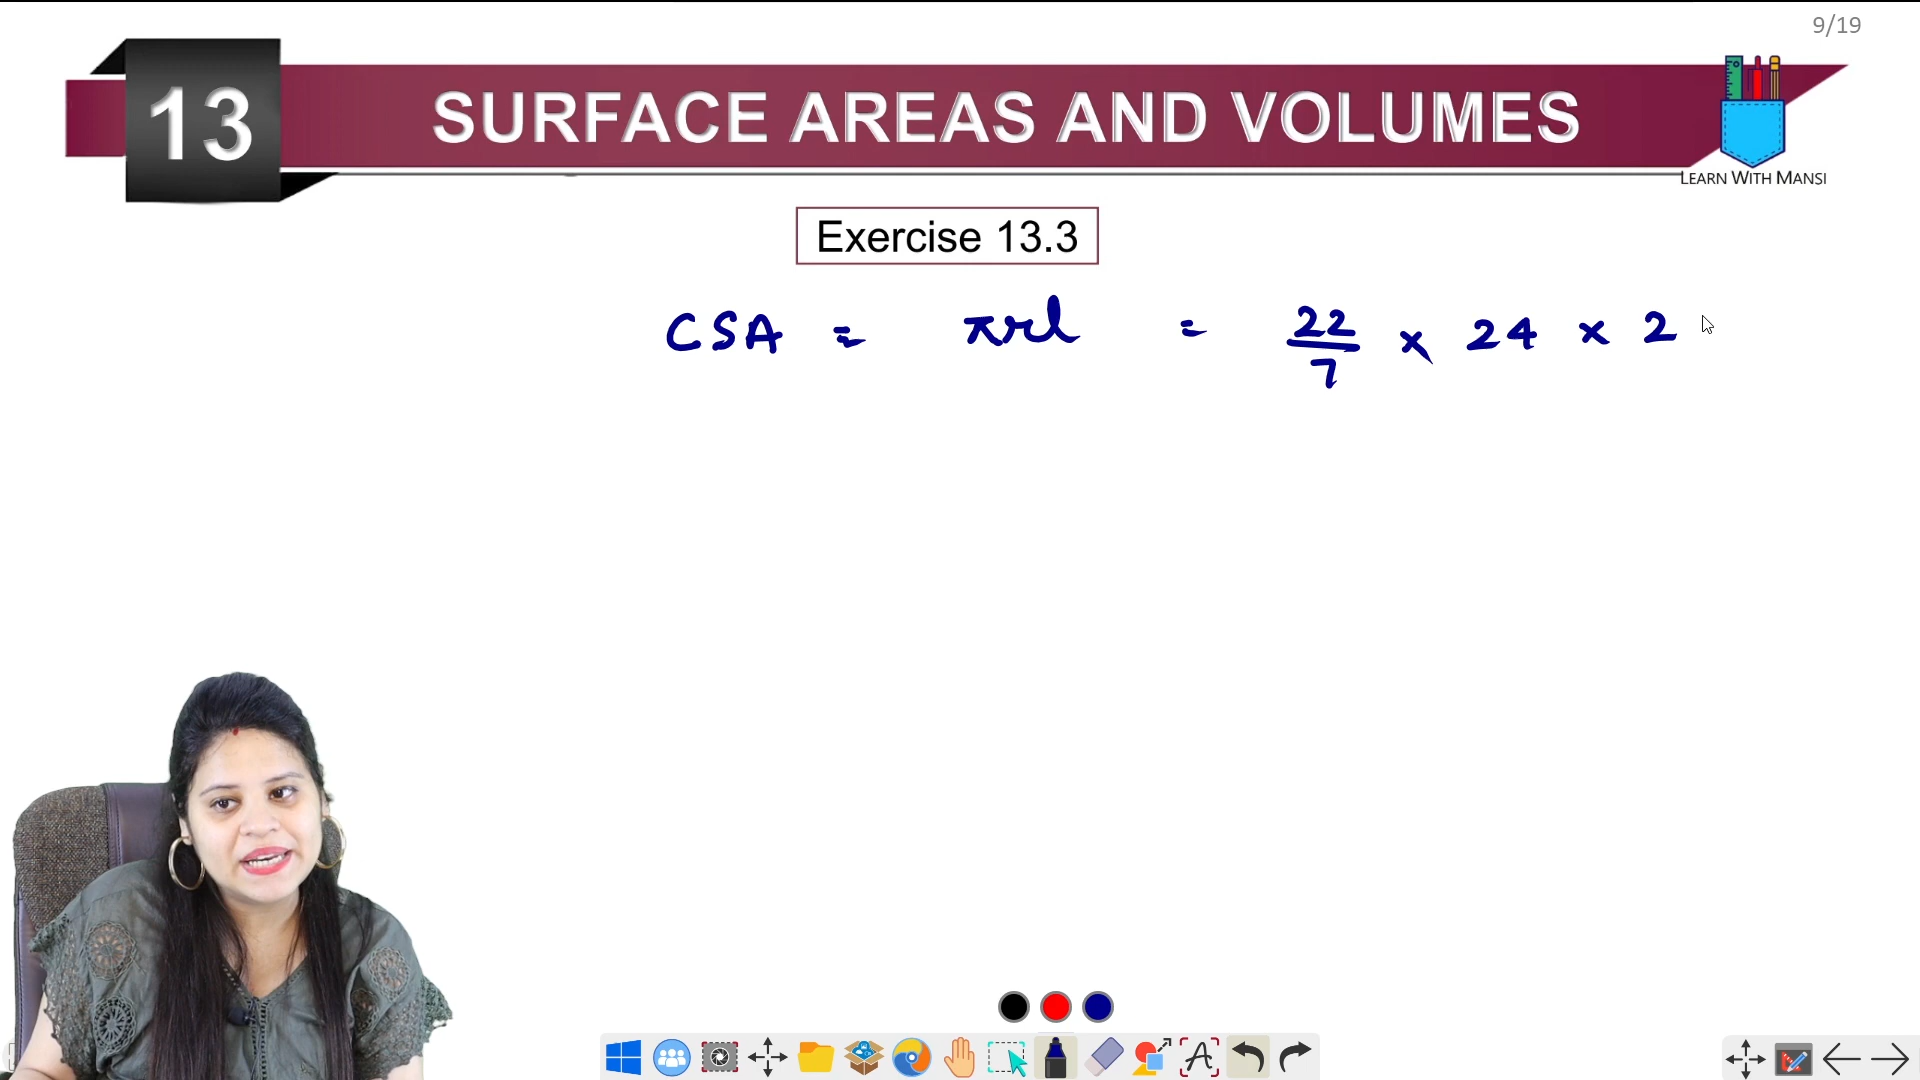 9/19
13 SURFACE AREAS AND VOLUMES
LEARN WITH MANSI
Exercise 13.3
CSA = πrl = 22/7 × 24 × 2